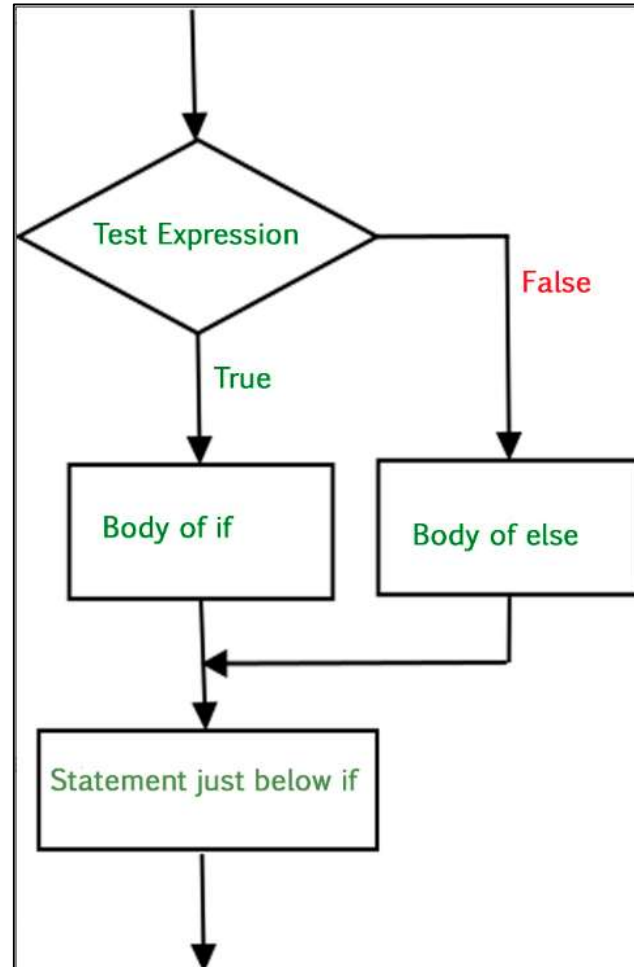 Test Expression
False
True
Body of if
Body of else
Statement just below if